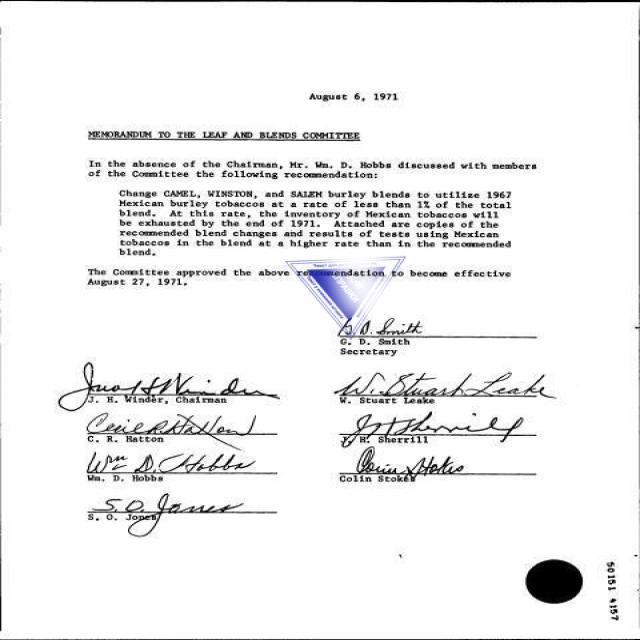 August 6, 1971
MEMORANDUM TO THE LEAF AND BLENDS COMMITTEE
In the absence of the Chairman, Mr. Wm. D. Hobbs discussed with members
of the Committee the following recommendation:
Change CAMEL, WINSTON, and SALEM burley blends to utilize 1967
Mexican burley tobaccos at a rate of less than 1% of the total
blend. At this rate, the inventory of Mexican tobaccos will
be exhausted by the end of 1971. Attached are copies of the
recommended blend changes and results of tests using Mexican
tobaccos in the blend at a higher rate than in the recommended
blend.
The Committee approved the above recommendation to become effective
August 27, 1971.
G. D. Smith
G. D. Smith
Secretary
Jno H Winder
J. H. Winder, Chairman
W. Stuart Leake
W. Stuart Leake
Cecil R Hatton
C. R. Hatton
J H Sherrill
J. H. Sherrill
Wm D. Hobbs
Wm. D. Hobbs
Colin Stokes
Colin Stokes
S. O. Jones
S. O. Jones
50151 4157